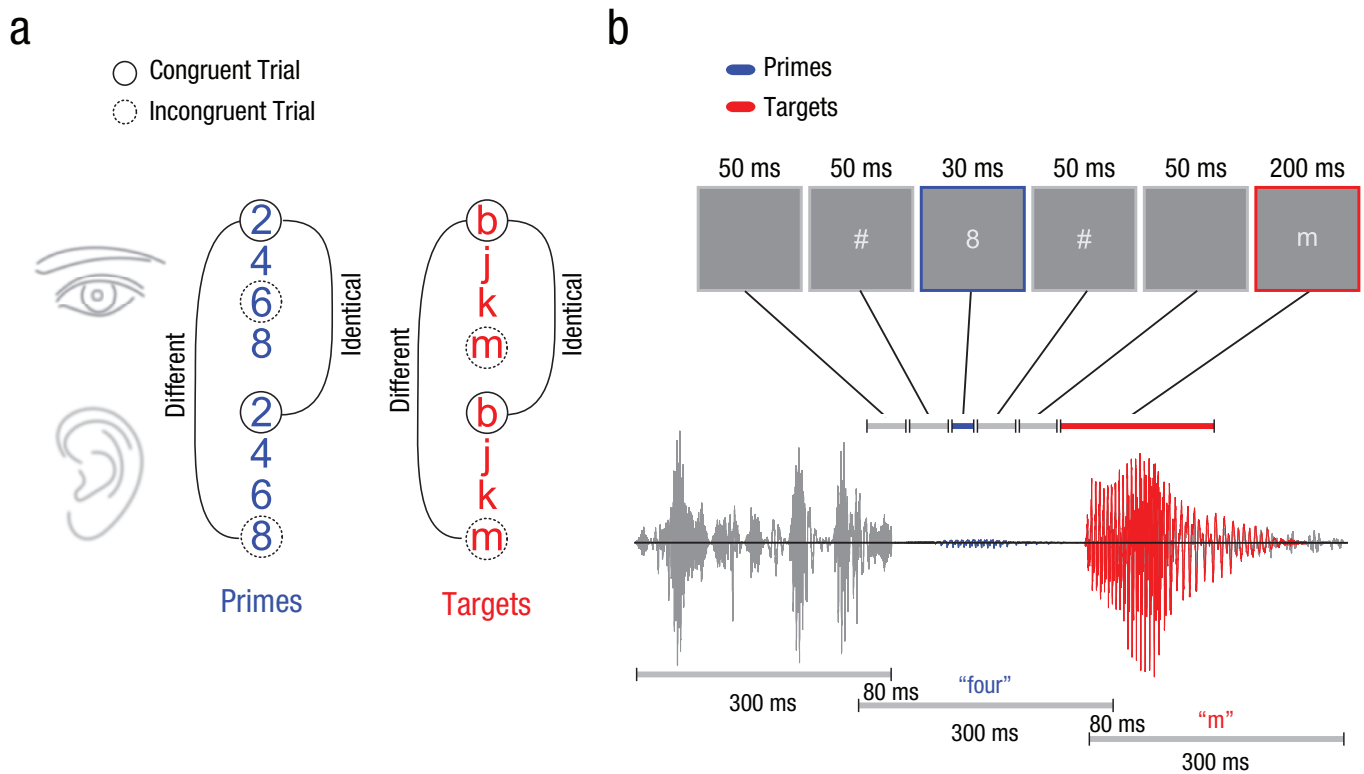 a
Congruent Trial
Incongruent Trial
2
4
6
8
2
4
6
8
Different
Identical
Primes
b
j
k
m
b
j
k
m
Different
Identical
Targets
b
Primes
Targets
50 ms 50 ms 30 ms 50 ms 50 ms 200 ms
# 8 # m
300 ms
80 ms
“four”
300 ms
80 ms
“m”
300 ms